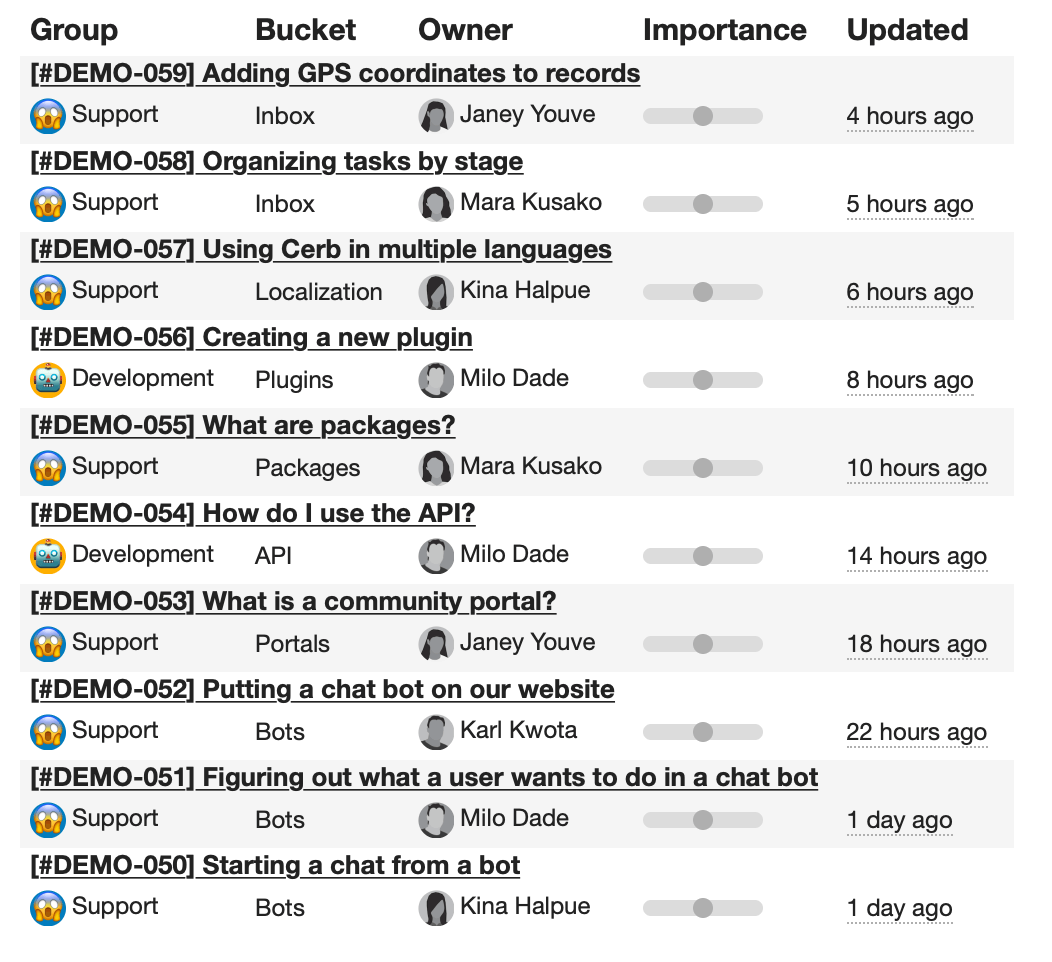 Group Bucket Owner Importance Updated
[#DEMO-059] Adding GPS coordinates to records
Support Inbox Janey Youve 4 hours ago
[#DEMO-058] Organizing tasks by stage
Support Inbox Mara Kusako 5 hours ago
[#DEMO-057] Using Cerb in multiple languages
Support Localization Kina Halpue 6 hours ago
[#DEMO-056] Creating a new plugin
Development Plugins Milo Dade 8 hours ago
[#DEMO-055] What are packages?
Support Packages Mara Kusako 10 hours ago
[#DEMO-054] How do I use the API?
Development API Milo Dade 14 hours ago
[#DEMO-053] What is a community portal?
Support Portals Janey Youve 18 hours ago
[#DEMO-052] Putting a chat bot on our website
Support Bots Karl Kwota 22 hours ago
[#DEMO-051] Figuring out what a user wants to do in a chat bot
Support Bots Milo Dade 1 day ago
[#DEMO-050] Starting a chat from a bot
Support Bots Kina Halpue 1 day ago